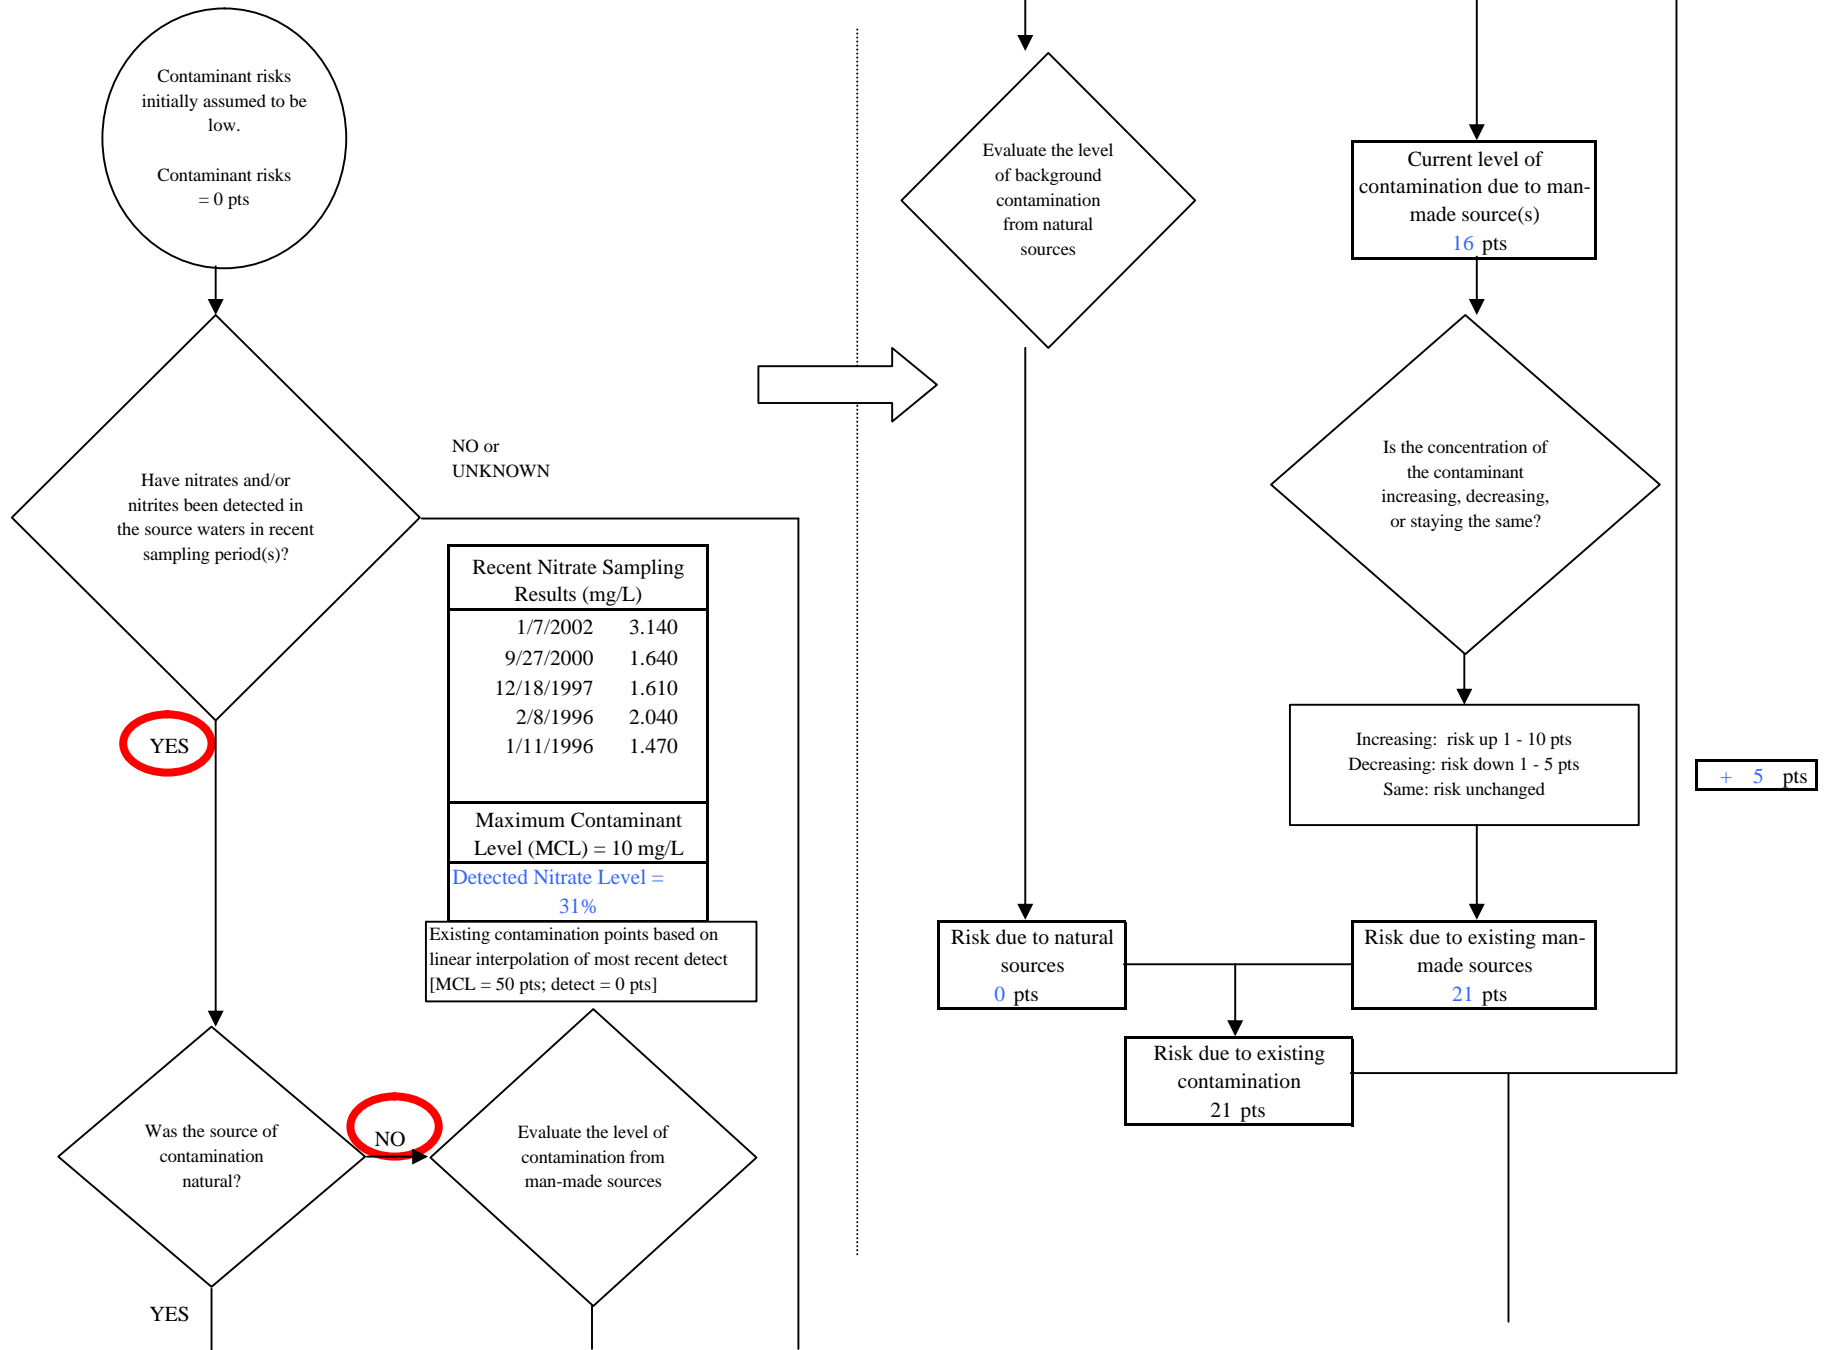 Contaminant risks
initially assumed to be
low.
Contaminant risks
= 0 pts
Have nitrates and/or
nitrites been detected in
the source waters in recent
sampling period(s)?
NO or
UNKNOWN
YES
Recent Nitrate Sampling
Results (mg/L)
1/7/2002 3.140
9/27/2000 1.640
12/18/1997 1.610
2/8/1996 2.040
1/11/1996 1.470
Maximum Contaminant
Level (MCL) = 10 mg/L
Detected Nitrate Level =
31%
Existing contamination points based on
linear interpolation of most recent detect
[MCL = 50 pts; detect = 0 pts]
Was the source of
contamination
natural?
NO
Evaluate the level of
contamination from
man-made sources
YES
Evaluate the level
of background
contamination
from natural
sources
Current level of
contamination due to man-
made source(s)
16 pts
Is the concentration of
the contaminant
increasing, decreasing,
or staying the same?
Increasing: risk up 1 - 10 pts
Decreasing: risk down 1 - 5 pts
Same: risk unchanged
+ 5 pts
Risk due to natural
sources
0 pts
Risk due to existing man-
made sources
21 pts
Risk due to existing
contamination
21 pts